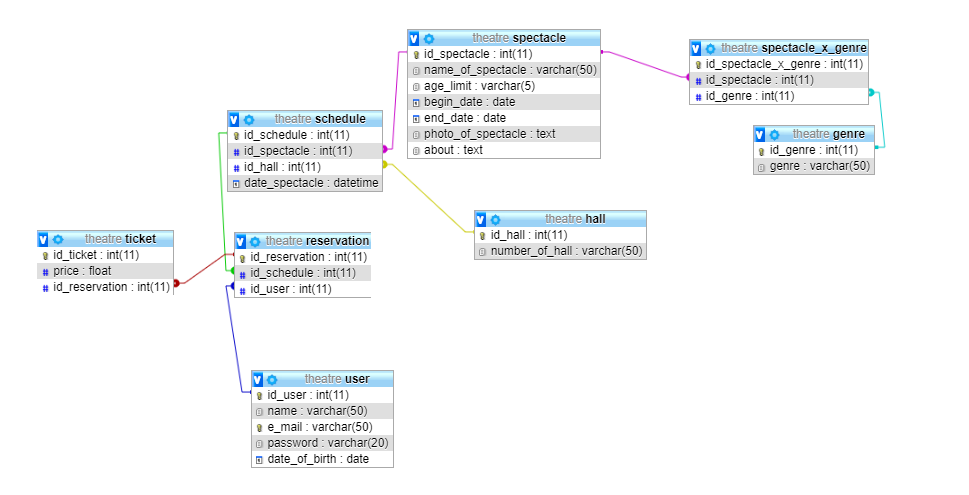 theatre spectacle
id_spectacle : int(11)
name_of_spectacle : varchar(50)
age_limit : varchar(5)
begin_date : date
end_date : date
photo_of_spectacle : text
about : text
theatre spectacle_x_genre
id_spectacle_x_genre : int(11)
id_spectacle : int(11)
id_genre : int(11)
theatre genre
id_genre : int(11)
genre : varchar(50)
theatre schedule
id_schedule : int(11)
id_spectacle : int(11)
id_hall : int(11)
date_spectacle : datetime
theatre hall
id_hall : int(11)
number_of_hall : varchar(50)
theatre ticket
id_ticket : int(11)
price : float
id_reservation : int(11)
theatre reservation
id_reservation : int(11)
id_schedule : int(11)
id_user : int(11)
theatre user
id_user : int(11)
name : varchar(50)
e_mail : varchar(50)
password : varchar(20)
date_of_birth : date